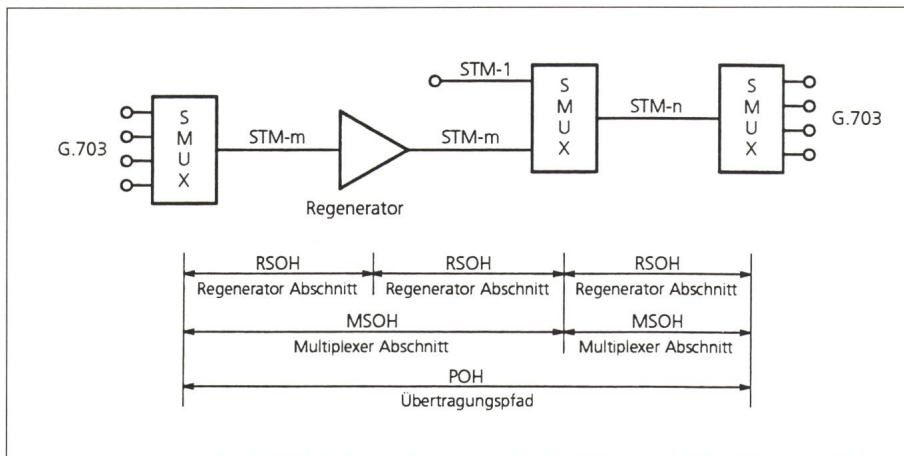 STM-1
S
M
U
X
S
M
U
X
S
M
U
X
G.703
STM-m
STM-m
STM-n
G.703
Regenerator
RSOH
RSOH
RSOH
Regenerator Abschnitt
Regenerator Abschnitt
Regenerator Abschnitt
MSOH
MSOH
Multiplexer Abschnitt
Multiplexer Abschnitt
POH
Übertragungspfad